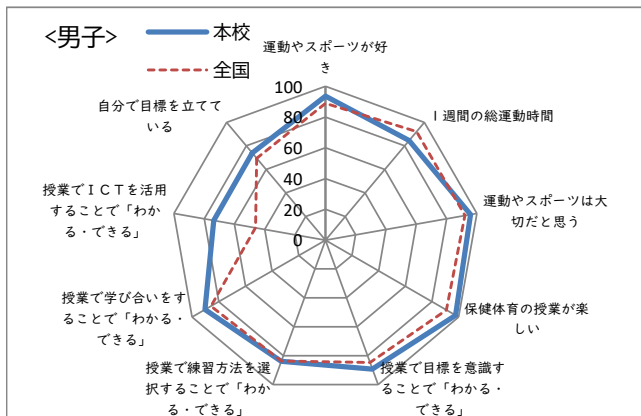 <男子>
本校
全国
運動やスポーツが好
き
1週間の総運動時間
運動やスポーツは大
切だと思う
保健体育の授業が楽
しい
授業で目標を意識す
ることで「わかる・
できる」
授業で練習方法を選
択することで「わか
る・できる」
授業で学び合いをす
ることで「わかる・
できる」
授業でICTを活用
することで「わか
る・できる」
自分で目標を立てて
いる
100
80
60
40
20
0